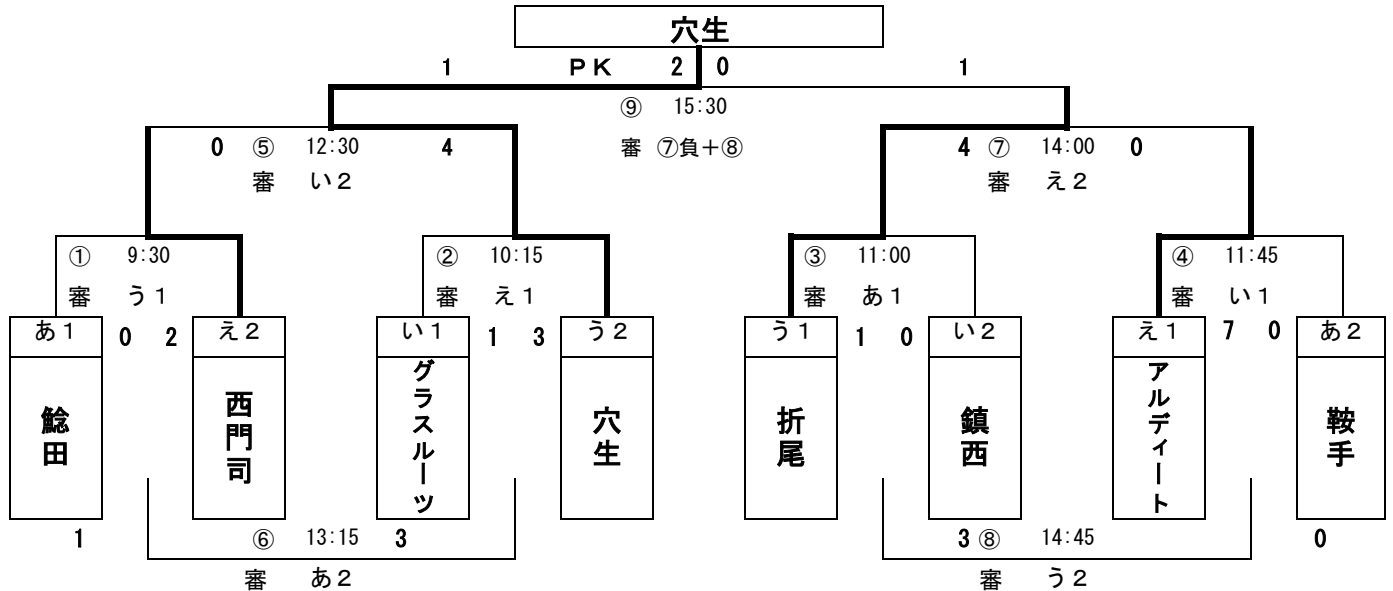 穴生
1 PK 2 0 1
⑨ 15:30
0 ⑤ 12:30 4 審 ⑦負+⑧ 4 ⑦ 14:00 0
審 い2 審 え2
① 9:30 ② 10:15 ③ 11:00 ④ 11:45
審 う1 審 え1 審 あ1 審 い1
あ1 0 2 え2 い1 1 3 う2 う1 1 0 い2 え1 7 0 あ2
鯰田 西門司 グラスルーツ 穴生 折尾 鎮西 アルディート 鞍手
1 ⑥ 13:15 3 3 ⑧ 14:45 0
審 あ2 審 う2